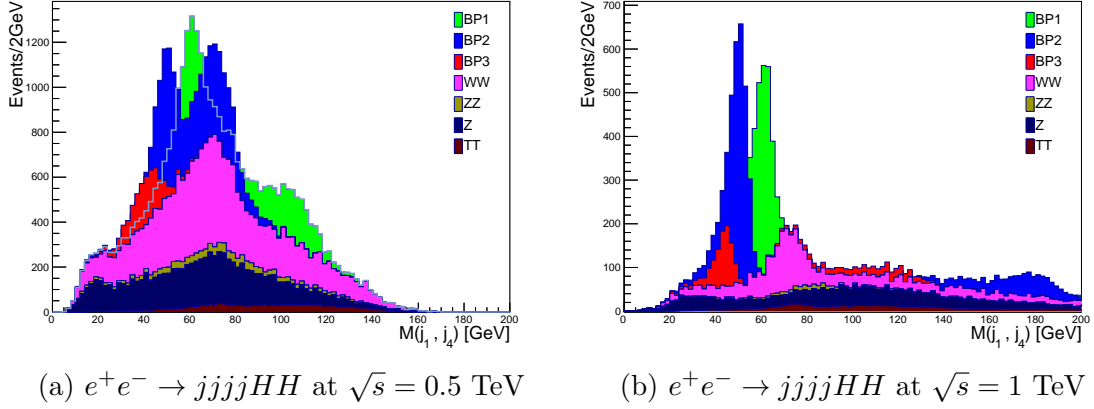 Events/2GeV
1200
1000
800
600
400
200
0
0 20 40 60 80 100 120 140 160 180 200
M(j₁ , j₄) [GeV]
BP1
BP2
BP3
WW
ZZ
Z
TT
(a) e⁺e⁻ → jjjjHH at √s = 0.5 TeV
Events/2GeV
700
600
500
400
300
200
100
0
0 20 40 60 80 100 120 140 160 180 200
M(j₁ , j₄) [GeV]
BP1
BP2
BP3
WW
ZZ
Z
TT
(b) e⁺e⁻ → jjjjHH at √s = 1 TeV